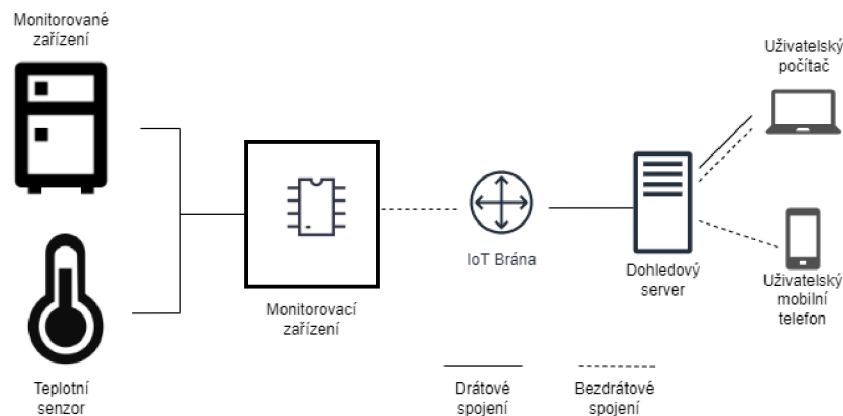 Monitorované
zařízení
Uživatelský
počítač
IoT Brána
Dohledový
server
Uživatelský
mobilní
telefon
Monitorovací
zařízení
Teplotní
senzor
Drátové
spojení
Bezdrátové
spojení